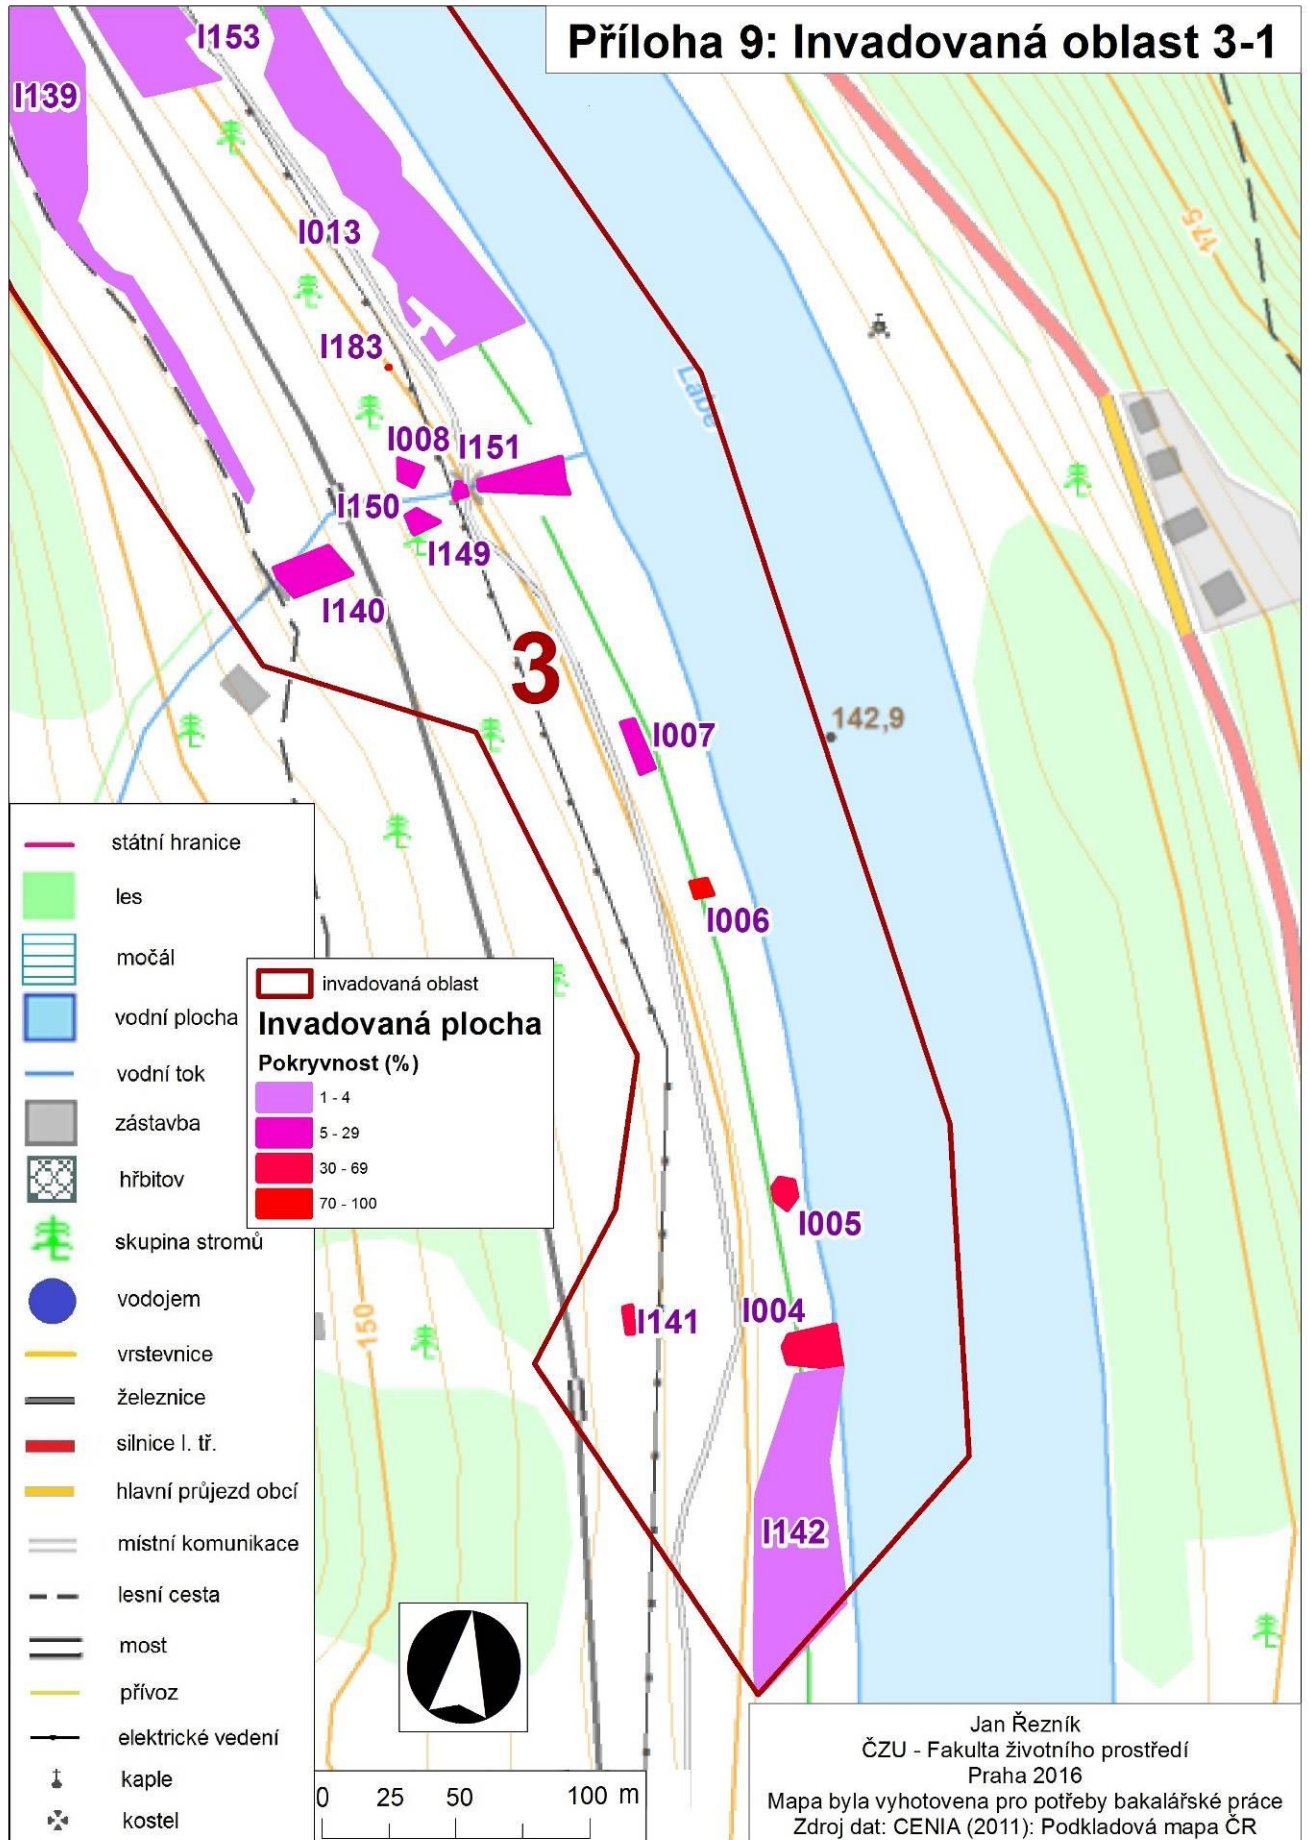 Příloha 9: Invadovaná oblast 3-1
I153
I139
I013
I183
I008
I151
I150
I149
I140
3
I007
I006
I005
I004
I141
I142
Labe
175
142,9
150
státní hranice
les
močál
vodní plocha
vodní tok
zástavba
hřbitov
skupina stromů
vodojem
vrstevnice
železnice
silnice I. tř.
hlavní průjezd obcí
místní komunikace
lesní cesta
most
přívoz
elektrické vedení
kaple
kostel
invadovaná oblast
Invadovaná plocha
Pokryvnost (%)
1 - 4
5 - 29
30 - 69
70 - 100
0 25 50 100 m
Jan Řezník
ČZU - Fakulta životního prostředí
Praha 2016
Mapa byla vyhotovena pro potřeby bakalářské práce
Zdroj dat: CENIA (2011): Podkladová mapa ČR